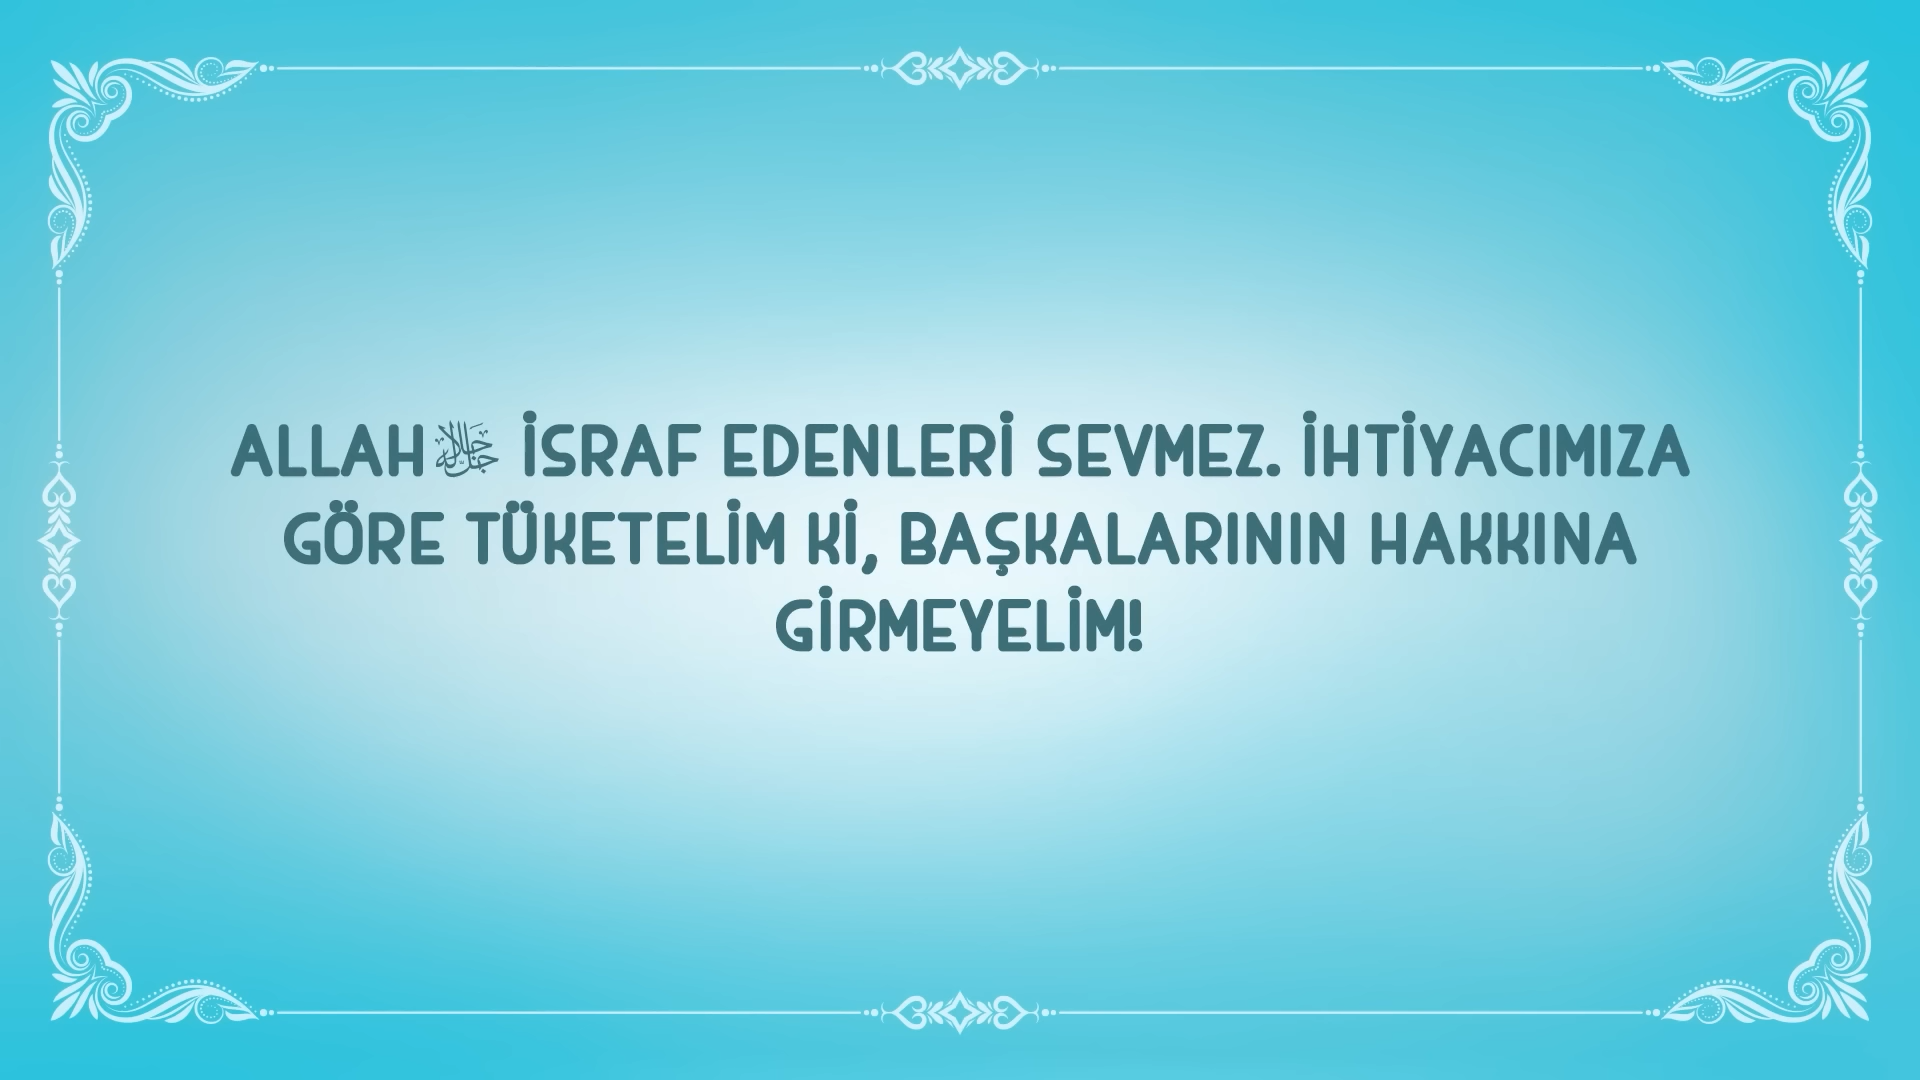 ALLAH ﷻ İSRAF EDENLERİ SEVMEZ. İHTİYACIMIZA
GÖRE TÜKETELİM Kİ, BAŞKALARININ HAKKINA
GİRMEYELİM!